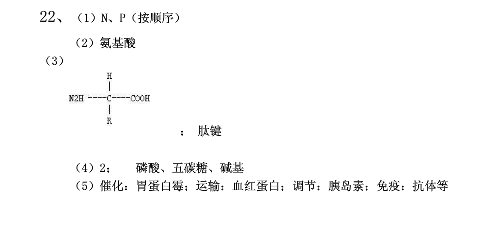 22、（1）N、P（按顺序）
（2）氨基酸
（3）
H
N2H ----C----COOH
R
； 肽键
（4）2； 磷酸、五碳糖、碱基
（5）催化：胃蛋白霉；运输：血红蛋白；调节：胰岛素；免疫：抗体等